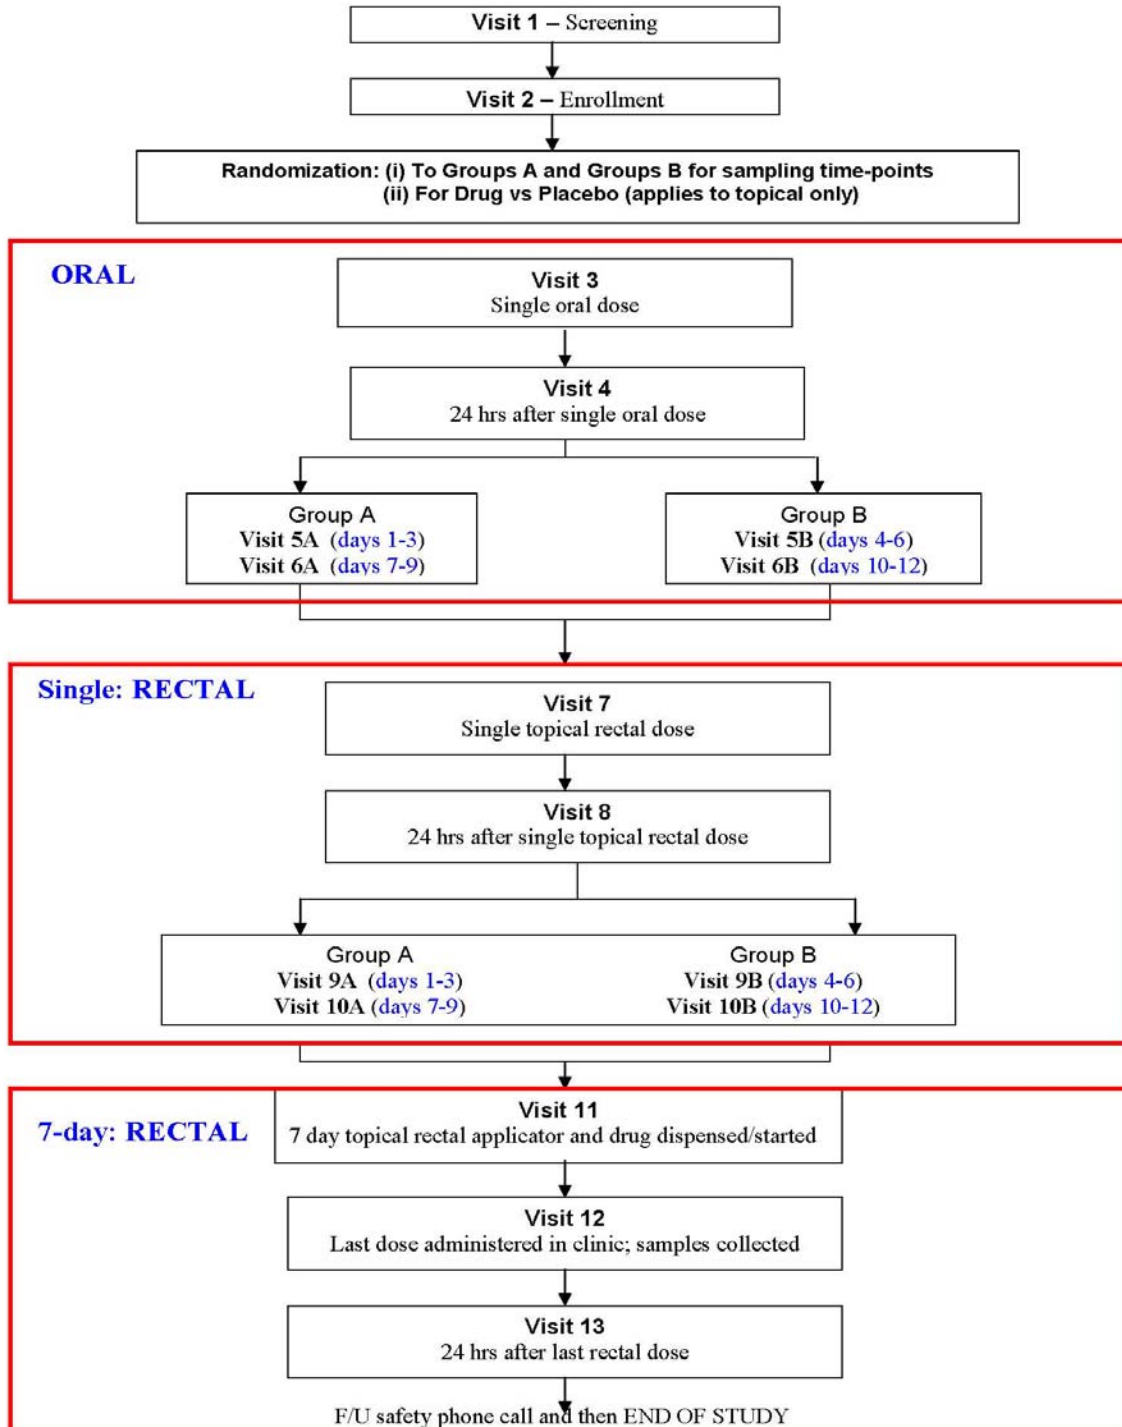 Visit 1 – Screening
Visit 2 – Enrollment
Randomization: (i) To Groups A and Groups B for sampling time-points
(ii) For Drug vs Placebo (applies to topical only)
ORAL
Visit 3
Single oral dose
Visit 4
24 hrs after single oral dose
Group A
Visit 5A (days 1-3)
Visit 6A (days 7-9)
Group B
Visit 5B (days 4-6)
Visit 6B (days 10-12)
Single: RECTAL
Visit 7
Single topical rectal dose
Visit 8
24 hrs after single topical rectal dose
Group A
Visit 9A (days 1-3)
Visit 10A (days 7-9)
Group B
Visit 9B (days 4-6)
Visit 10B (days 10-12)
7-day: RECTAL
Visit 11
7 day topical rectal applicator and drug dispensed/started
Visit 12
Last dose administered in clinic; samples collected
Visit 13
24 hrs after last rectal dose
F/U safety phone call and then END OF STUDY